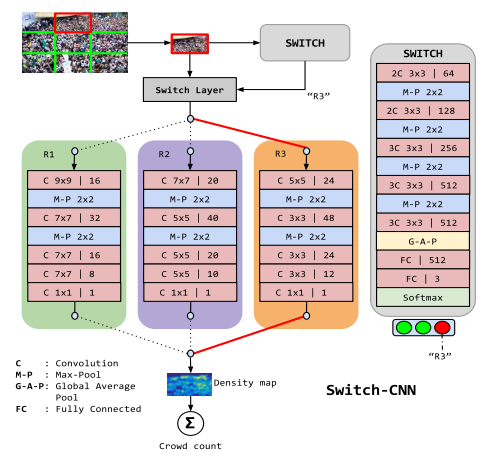 SWITCH
SWITCH
2C 3x3 | 64
M-P 2x2
2C 3x3 | 128
M-P 2x2
3C 3x3 | 256
M-P 2x2
3C 3x3 | 512
M-P 2x2
3C 3x3 | 512
G-A-P
FC | 512
FC | 3
Softmax
“R3”
Switch Layer
“R3”
R1
C 9x9 | 16
M-P 2x2
C 7x7 | 32
M-P 2x2
C 7x7 | 16
C 7x7 | 8
C 1x1 | 1
R2
C 7x7 | 20
M-P 2x2
C 5x5 | 40
M-P 2x2
C 5x5 | 20
C 5x5 | 10
C 1x1 | 1
R3
C 5x5 | 24
M-P 2x2
C 3x3 | 48
M-P 2x2
C 3x3 | 24
C 3x3 | 12
C 1x1 | 1
C : Convolution
M-P : Max-Pool
G-A-P: Global Average
Pool
FC : Fully Connected
Density map
Σ
Crowd count
Switch-CNN